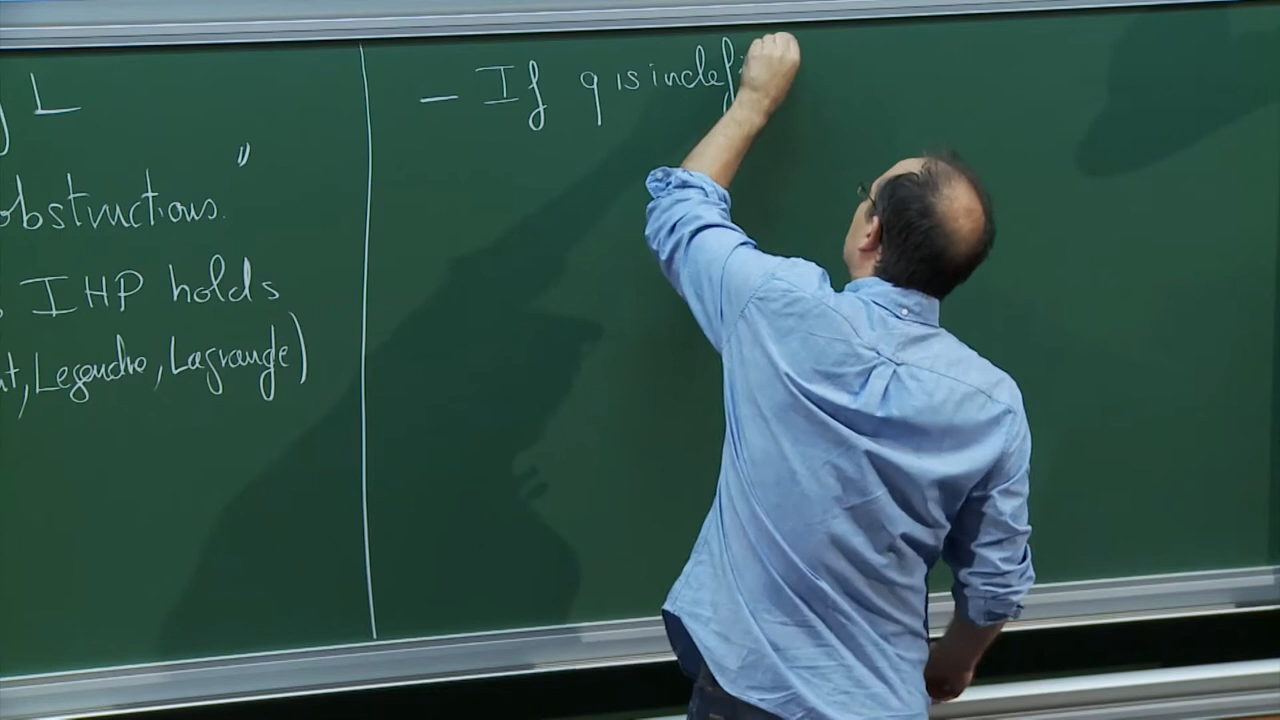 L
obstructions."
IHP holds
, Legendre, Lagrange)
- If q is indef